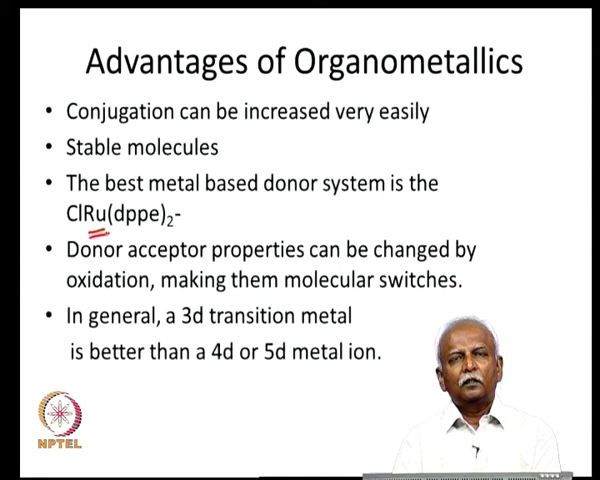 Advantages of Organometallics
• Conjugation can be increased very easily
• Stable molecules
• The best metal based donor system is the
ClRu(dppe)₂-
• Donor acceptor properties can be changed by
oxidation, making them molecular switches.
• In general, a 3d transition metal
is better than a 4d or 5d metal ion.
NPTEL